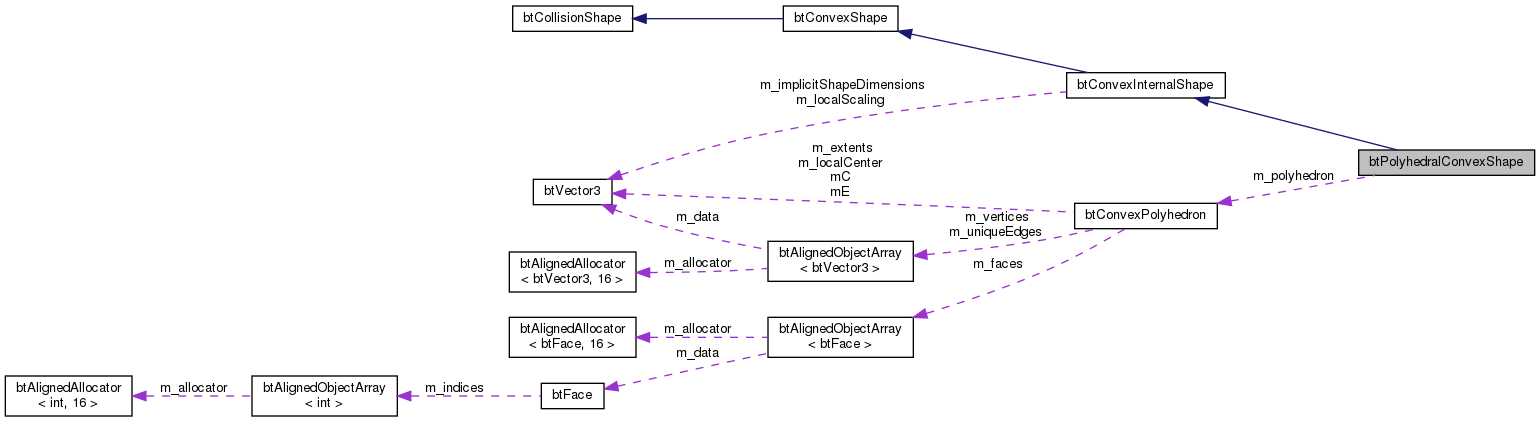 btCollisionShape
btConvexShape
m_implicitShapeDimensions
m_localScaling
btConvexInternalShape
m_extents
m_localCenter
mC
mE
btPolyhedralConvexShape
m_polyhedron
btVector3
btConvexPolyhedron
m_data
m_vertices
m_uniqueEdges
btAlignedAllocator
< btVector3, 16 >
m_allocator
btAlignedObjectArray
< btVector3 >
m_faces
btAlignedAllocator
< btFace, 16 >
m_allocator
btAlignedObjectArray
< btFace >
m_data
btAlignedAllocator
< int, 16 >
m_allocator
btAlignedObjectArray
< int >
m_indices
btFace